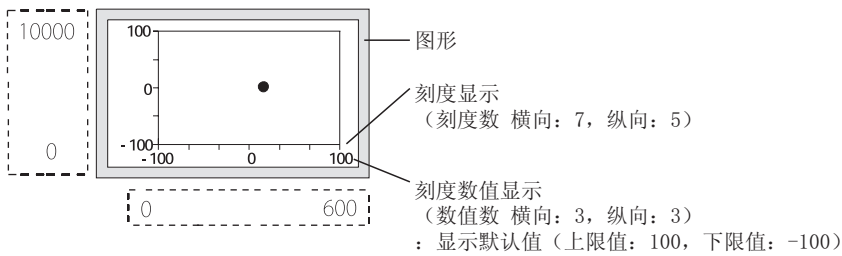 10000
0
100
0
-100
-100 0 100
0 600
图形
刻度显示
（刻度数 横向：7，纵向：5）
刻度数值显示
（数值数 横向：3，纵向：3）
：显示默认值（上限值：100，下限值：-100）